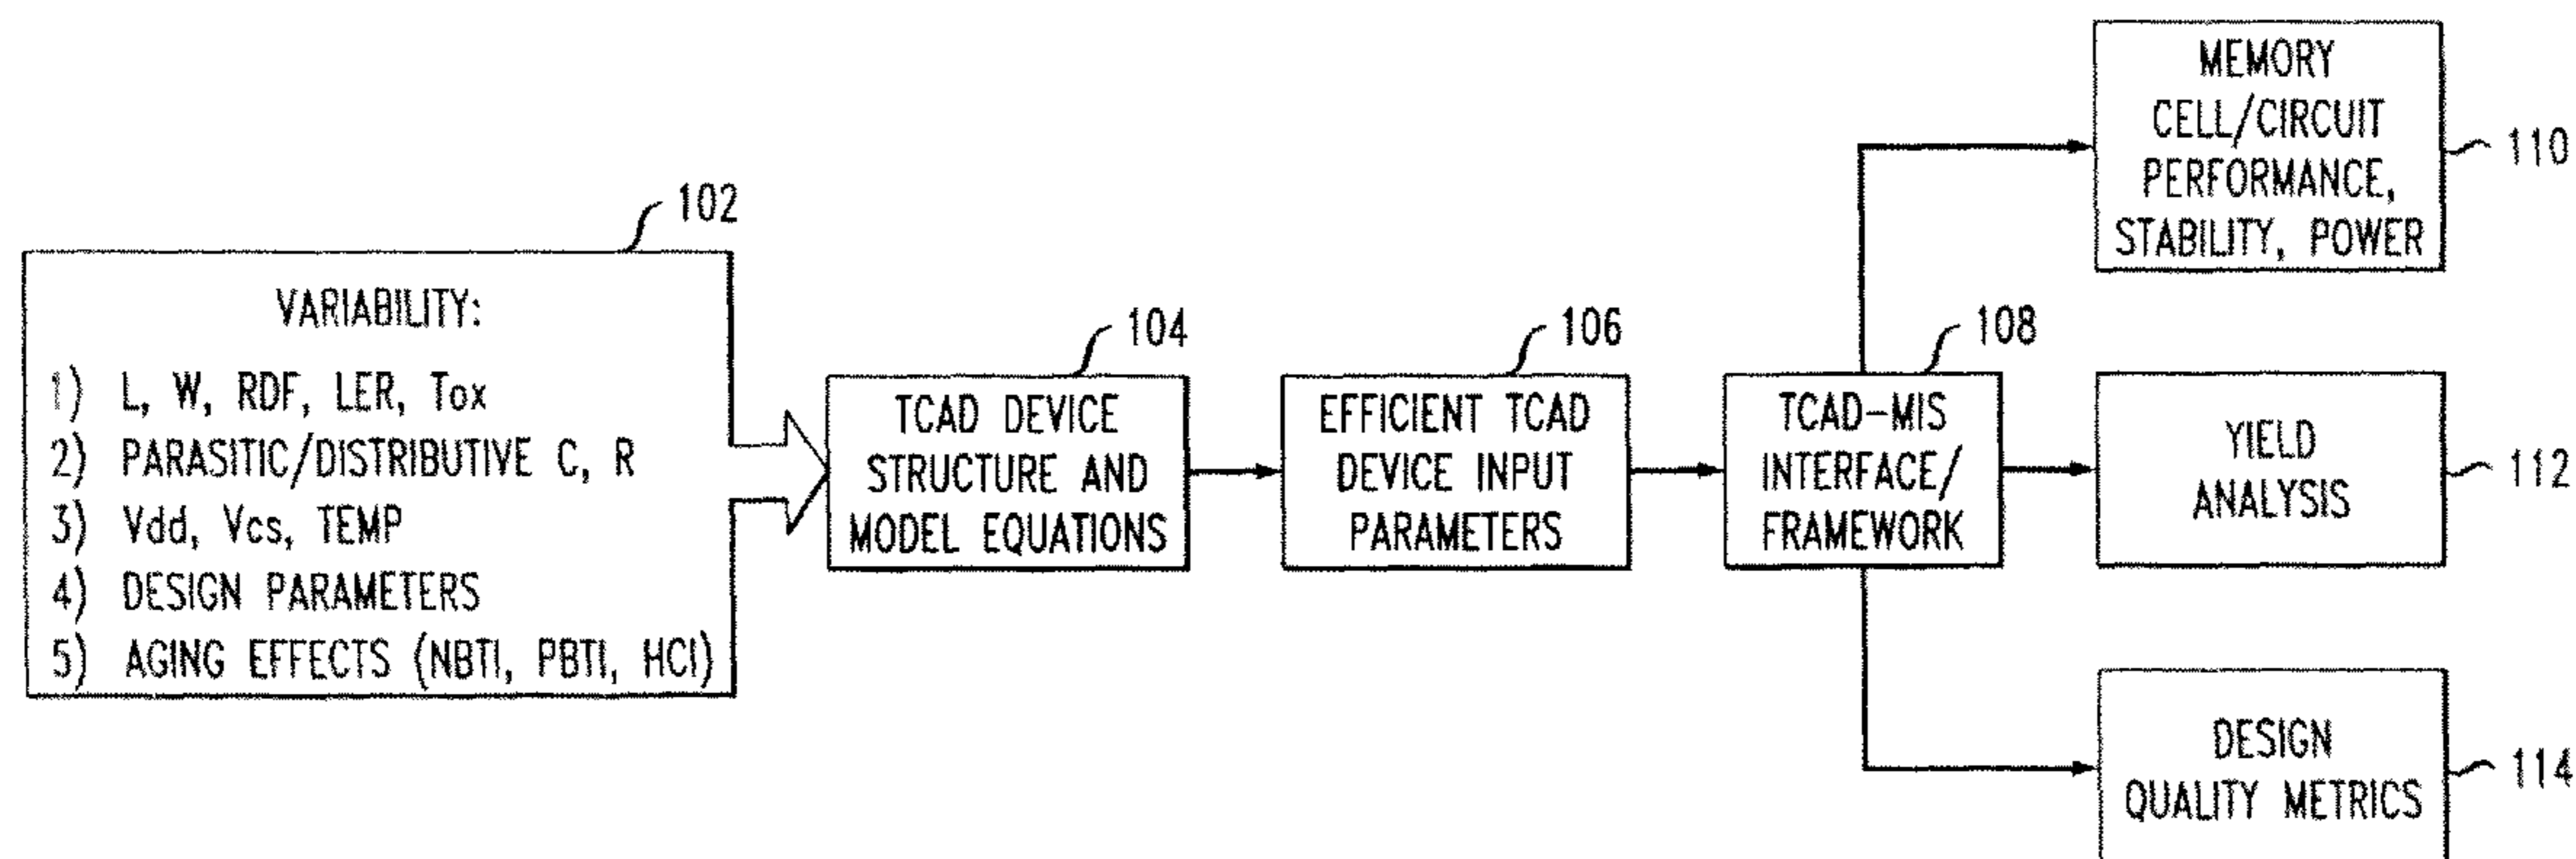 102
VARIABILITY:
1) L, W, RDF, LER, Tox
2) PARASITIC/DISTRIBUTIVE C, R
3) Vdd, Vcs, TEMP
4) DESIGN PARAMETERS
5) AGING EFFECTS (NBTI, PBTI, HCI)
104
TCAD DEVICE
STRUCTURE AND
MODEL EQUATIONS
106
EFFICIENT TCAD
DEVICE INPUT
PARAMETERS
108
TCAD-MIS
INTERFACE/
FRAMEWORK
MEMORY
CELL/CIRCUIT
PERFORMANCE,
STABILITY, POWER
110
YIELD
ANALYSIS
112
DESIGN
QUALITY METRICS
114